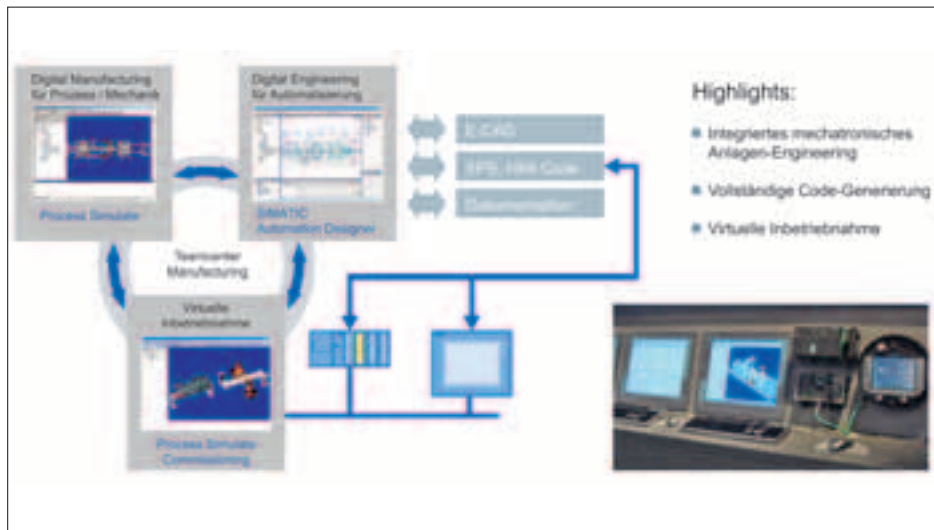 Digital Manufacturing
für Prozess / Mechanik
Process Simulate
Digital Engineering
für Automatisierung
SIMATIC
Automation Designer
E-CAD
SPS, HMI Code
Dokumentation
Teamcenter
Manufacturing
Virtuelle
Inbetriebnahme
Process Simulate
Commissioning
Highlights:
Integriertes mechatronisches
Anlagen-Engineering
Vollständige Code-Generierung
Virtuelle Inbetriebnahme